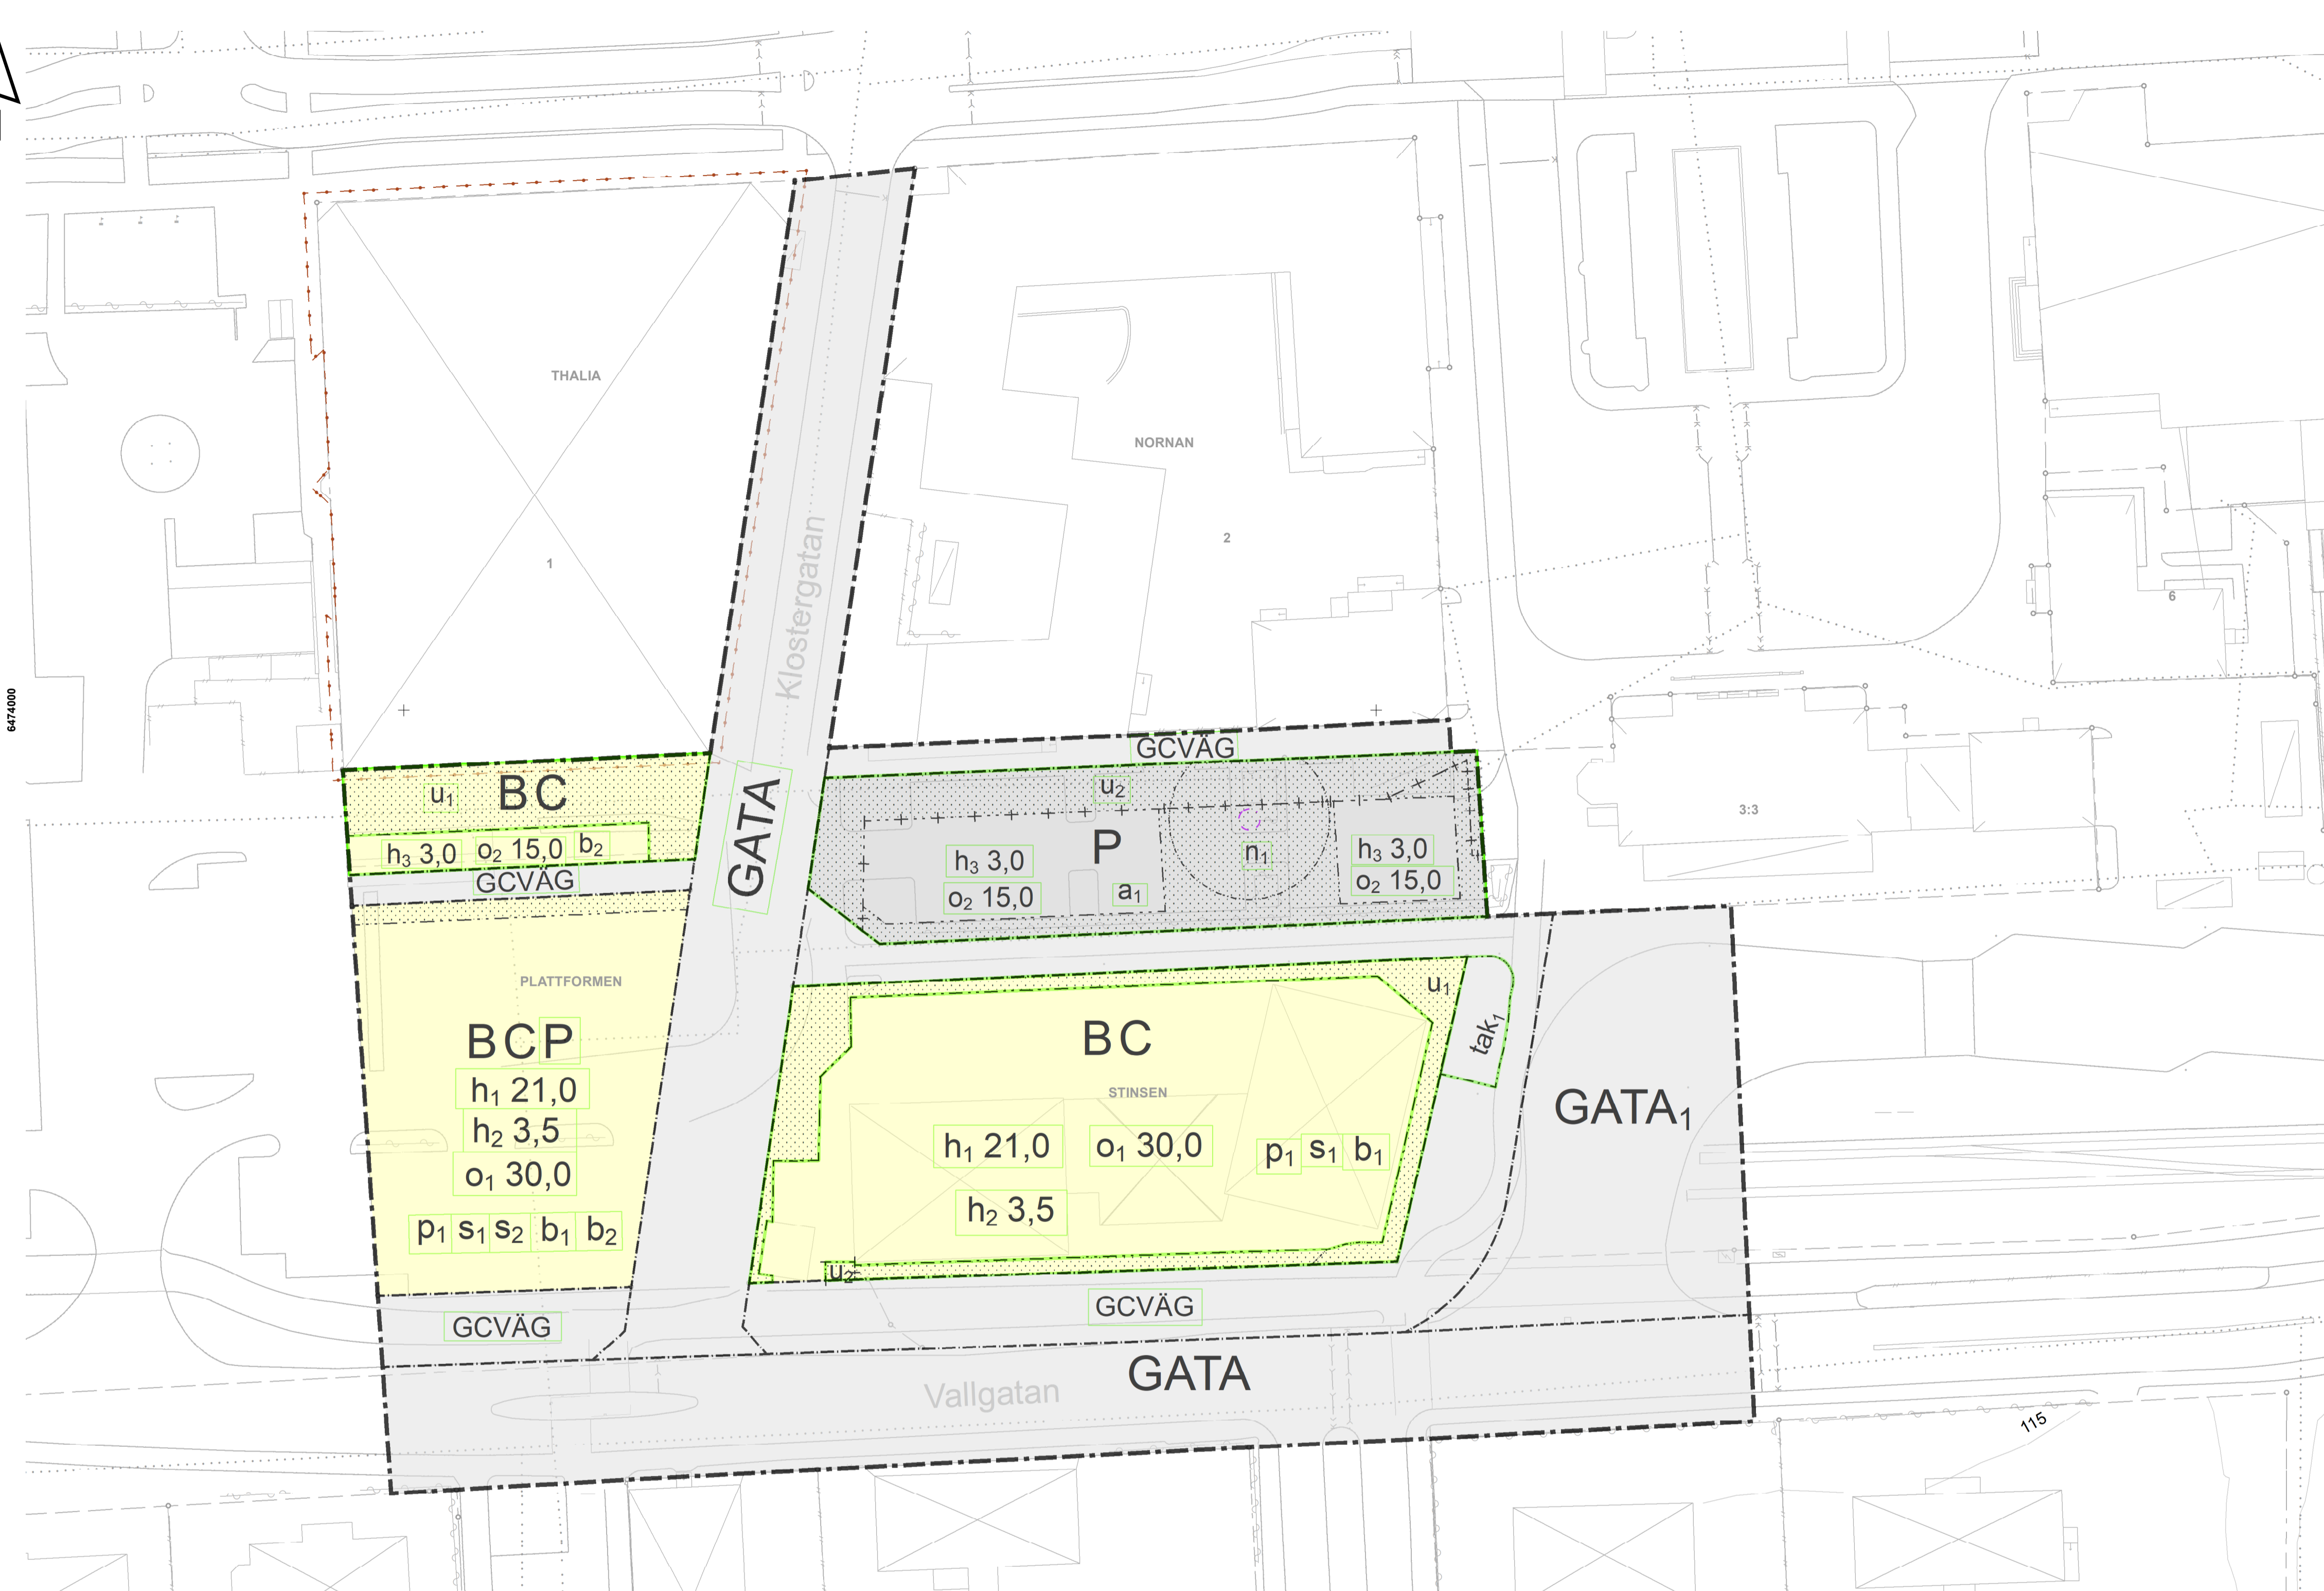 THALIA
1
Klostergatan
NORNAN
2
6
6474000
3:3
GCVÄG
BC
u₁
h₃ 3,0
o₂ 15,0
b₂
GCVÄG
GATA
u₂
P
h₃ 3,0
o₂ 15,0
a₁
n₁
h₃ 3,0
o₂ 15,0
PLATTFORMEN
BCP
h₁ 21,0
h₂ 3,5
o₁ 30,0
p₁ s₁ s₂ b₁ b₂
u₁
tak₁
BC
STINSEN
h₁ 21,0
o₁ 30,0
p₁ s₁ b₁
h₂ 3,5
u₂
GATA₁
GCVÄG
GCVÄG
GATA
Vallgatan
115